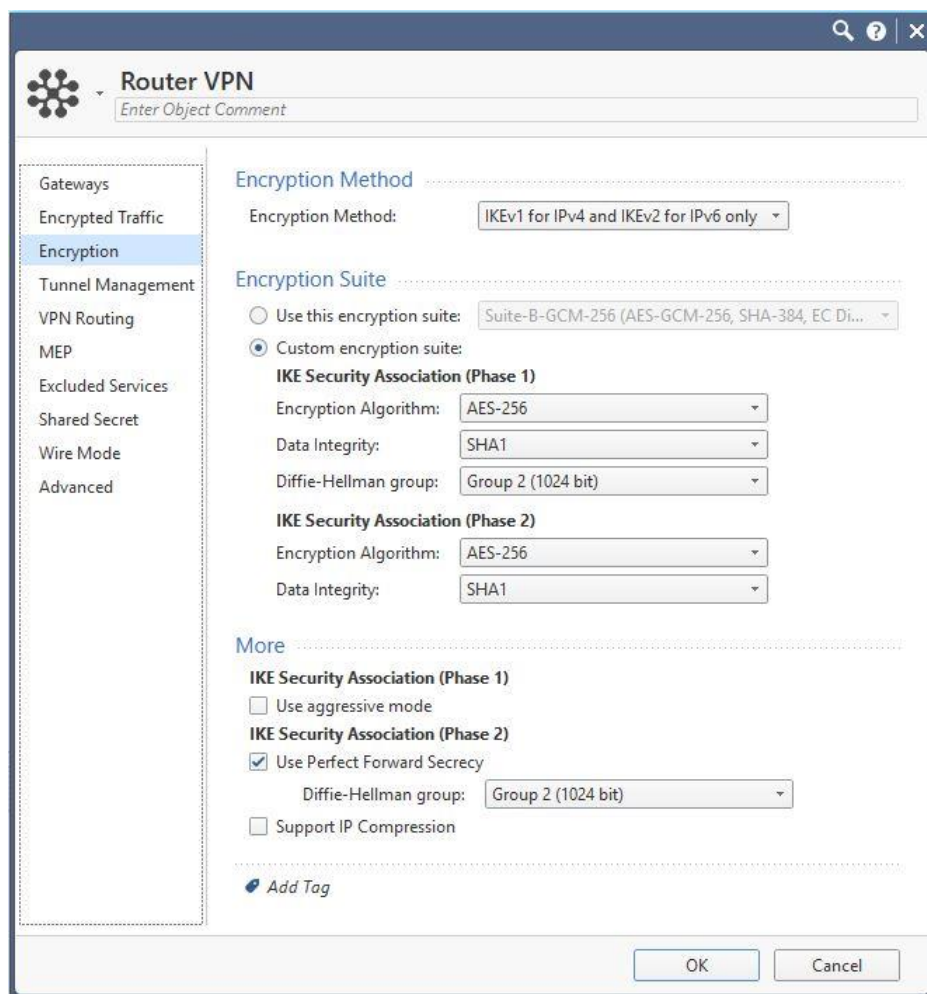 Router VPN
Enter Object Comment
Gateways
Encrypted Traffic
Encryption
Tunnel Management
VPN Routing
MEP
Excluded Services
Shared Secret
Wire Mode
Advanced
Encryption Method
Encryption Method: IKEv1 for IPv4 and IKEv2 for IPv6 only
Encryption Suite
Use this encryption suite: Suite-B-GCM-256 (AES-GCM-256, SHA-384, EC Di...
Custom encryption suite:
IKE Security Association (Phase 1)
Encryption Algorithm: AES-256
Data Integrity: SHA1
Diffie-Hellman group: Group 2 (1024 bit)
IKE Security Association (Phase 2)
Encryption Algorithm: AES-256
Data Integrity: SHA1
More
IKE Security Association (Phase 1)
Use aggressive mode
IKE Security Association (Phase 2)
Use Perfect Forward Secrecy
Diffie-Hellman group: Group 2 (1024 bit)
Support IP Compression
Add Tag
OK Cancel